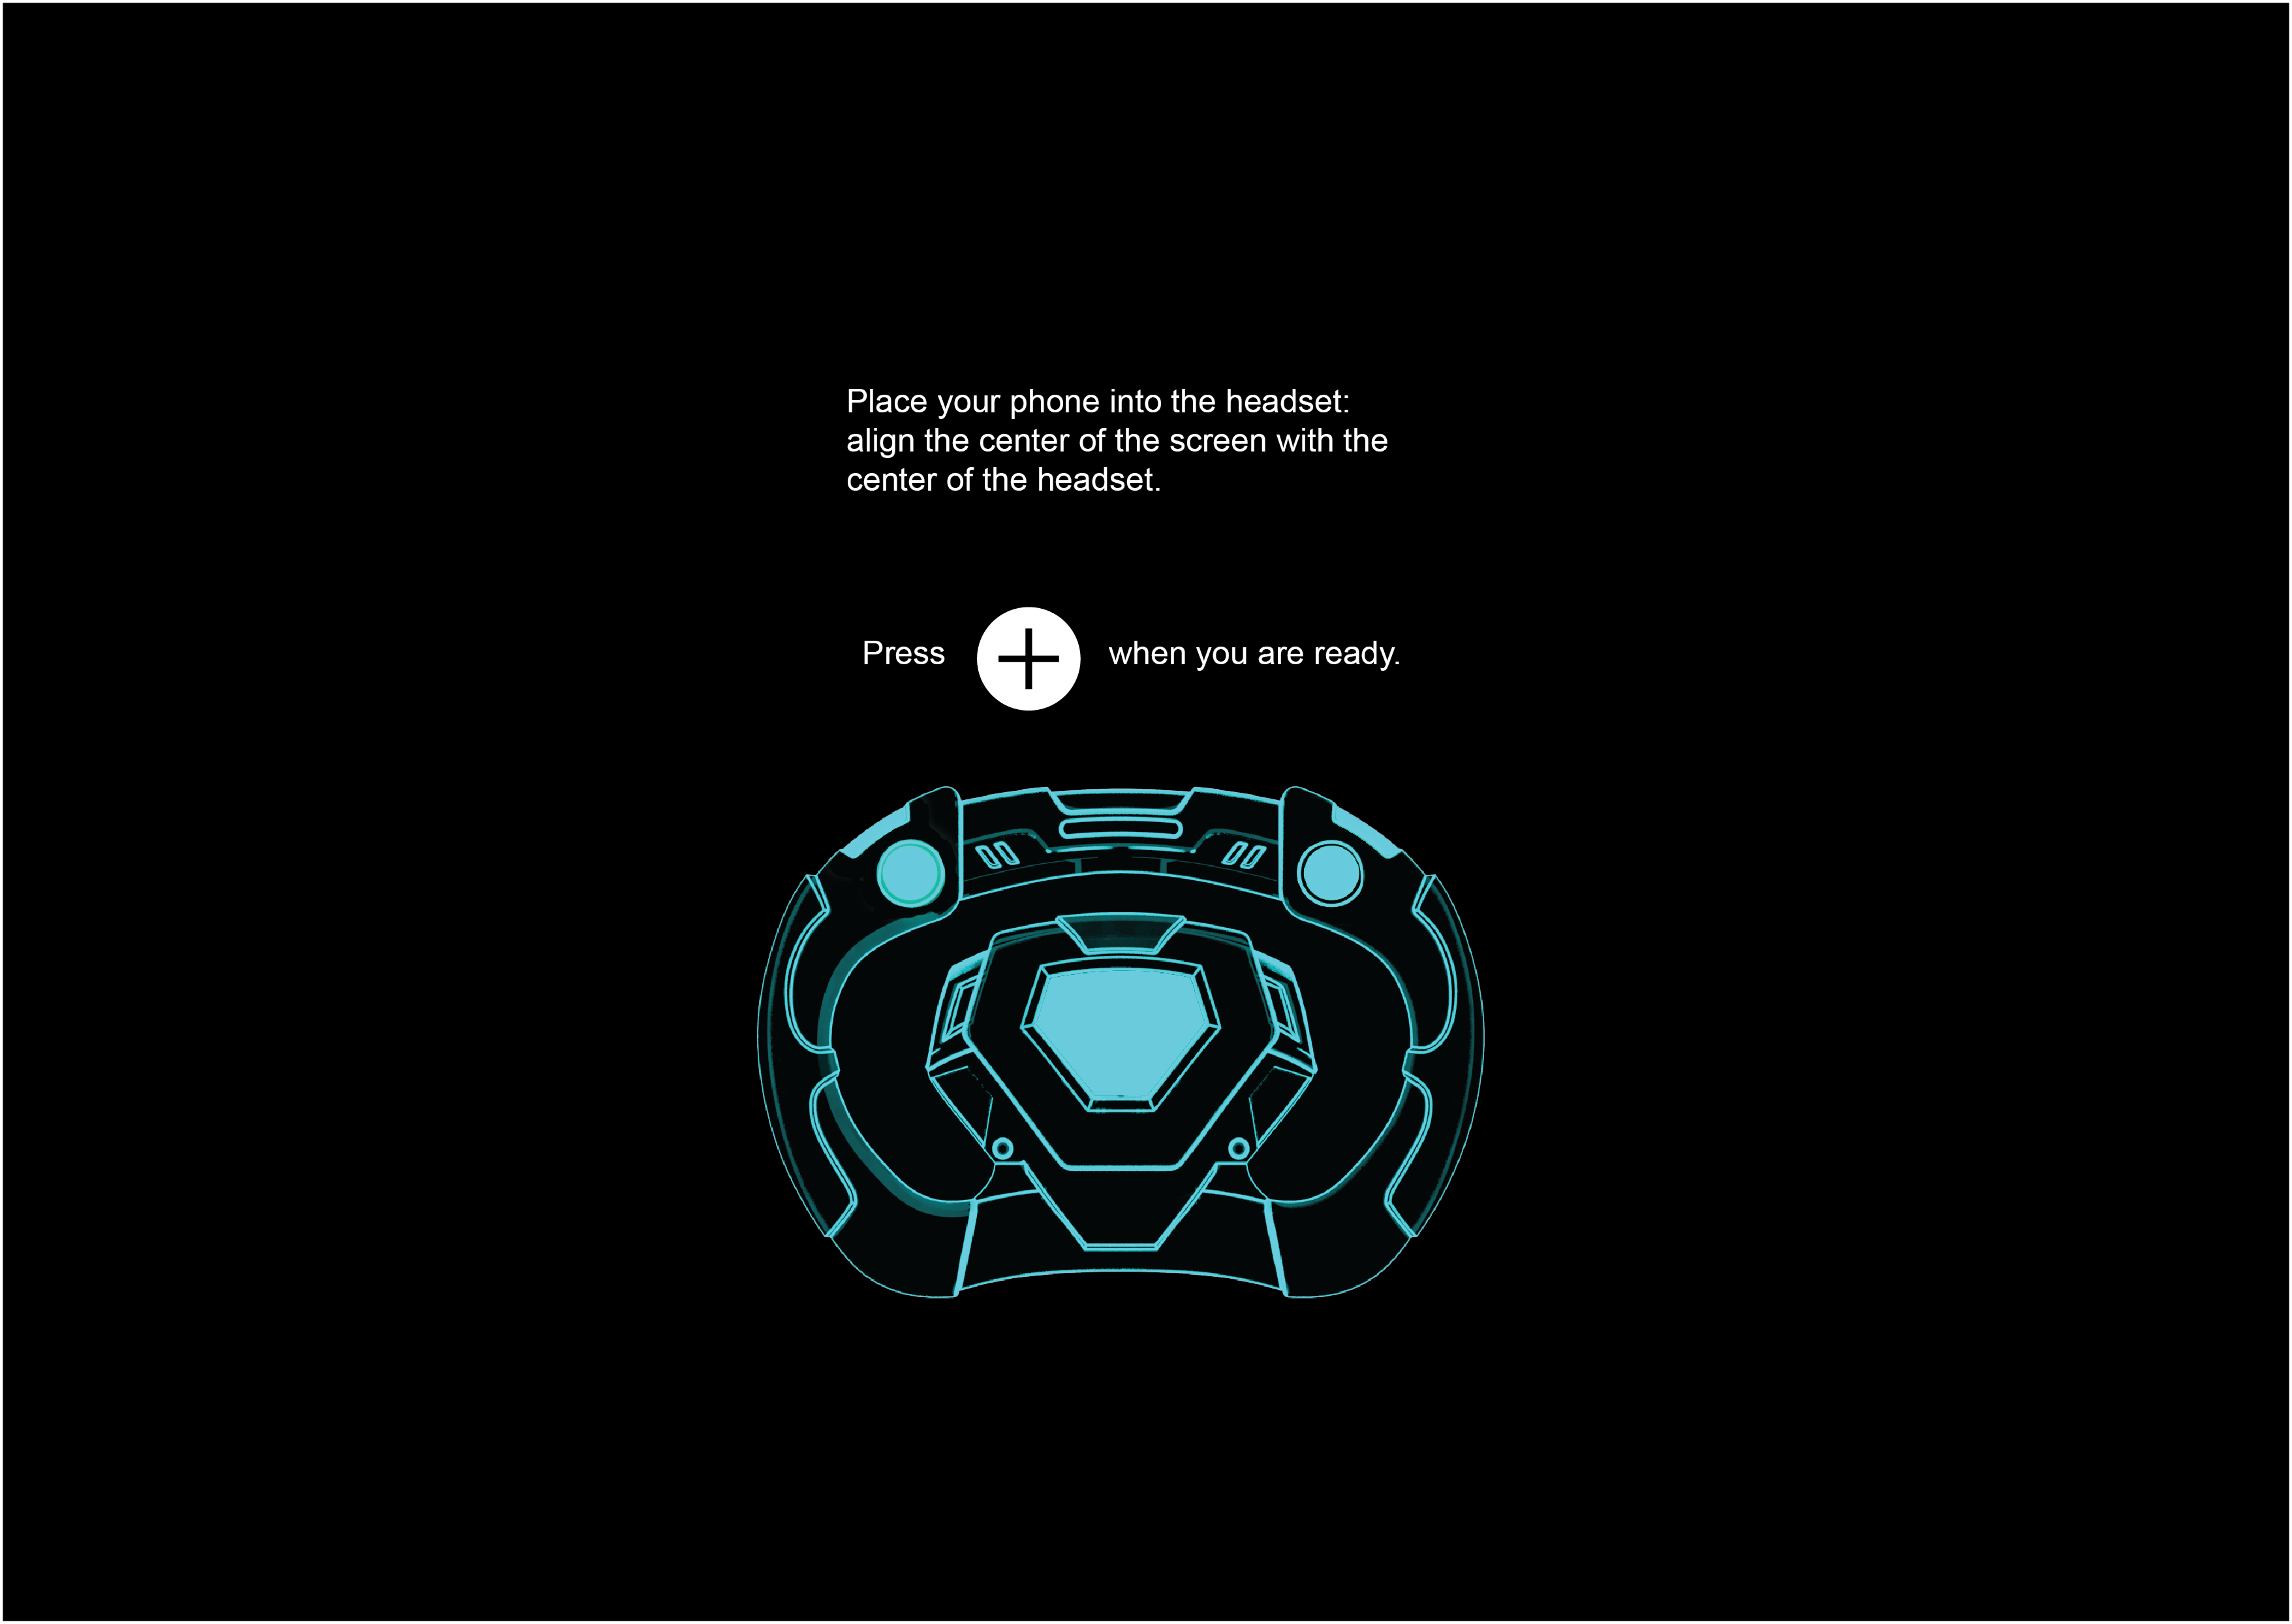 Place your phone into the headset:
align the center of the screen with the
center of the headset.
Press + when you are ready.